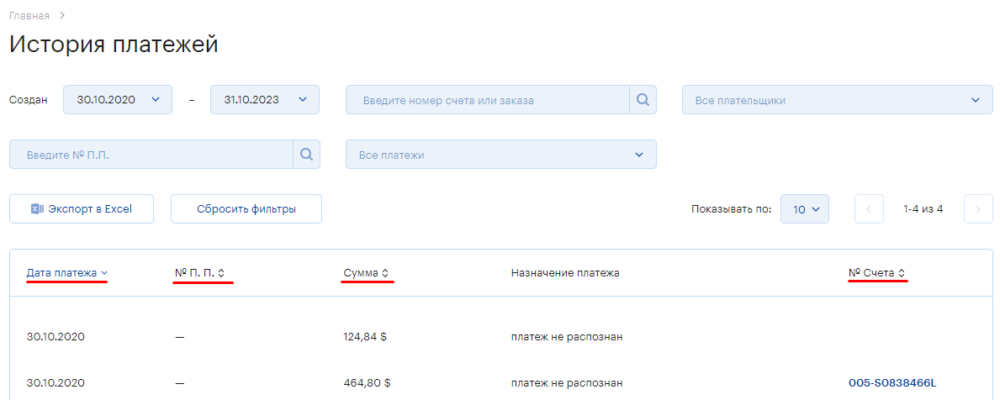 Главная
История платежей
Создан 30.10.2020 – 31.10.2023 Введите номер счета или заказа Все плательщики
Введите № П.П. Все платежи
Экспорт в Excel Сбросить фильтры Показывать по: 10 1-4 из 4
Дата платежа № П. П. Сумма Назначение платежа № Счета
30.10.2020 — 124,84 $ платеж не распознан
30.10.2020 — 464,80 $ платеж не распознан 005-S0838466L